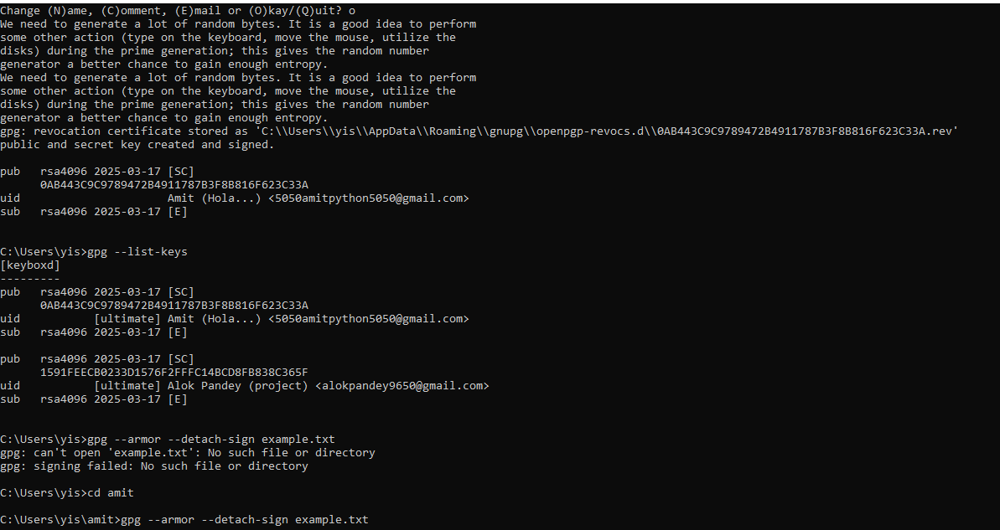 Change (N)ame, (C)omment, (E)mail or (O)kay/(Q)uit? o
We need to generate a lot of random bytes. It is a good idea to perform
some other action (type on the keyboard, move the mouse, utilize the
disks) during the prime generation; this gives the random number
generator a better chance to gain enough entropy.
We need to generate a lot of random bytes. It is a good idea to perform
some other action (type on the keyboard, move the mouse, utilize the
disks) during the prime generation; this gives the random number
generator a better chance to gain enough entropy.
gpg: revocation certificate stored as 'C:\\Users\\yis\\AppData\\Roaming\\gnupg\\openpgp-revocs.d\\0AB443C9C9789472B4911787B3F8B816F623C33A.rev'
public and secret key created and signed.

pub   rsa4096 2025-03-17 [SC]
      0AB443C9C9789472B4911787B3F8B816F623C33A
uid                      Amit (Hola...) <5050amitpython5050@gmail.com>
sub   rsa4096 2025-03-17 [E]

C:\Users\yis>gpg --list-keys
[keyboxd]
---------
pub   rsa4096 2025-03-17 [SC]
      0AB443C9C9789472B4911787B3F8B816F623C33A
uid           [ultimate] Amit (Hola...) <5050amitpython5050@gmail.com>
sub   rsa4096 2025-03-17 [E]

pub   rsa4096 2025-03-17 [SC]
      1591FEECB0233D1576F2FFFC14BCD8FB838C365F
uid           [ultimate] Alok Pandey (project) <alokpandey9650@gmail.com>
sub   rsa4096 2025-03-17 [E]

C:\Users\yis>gpg --armor --detach-sign example.txt
gpg: can't open 'example.txt': No such file or directory
gpg: signing failed: No such file or directory

C:\Users\yis>cd amit

C:\Users\yis\amit>gpg --armor --detach-sign example.txt